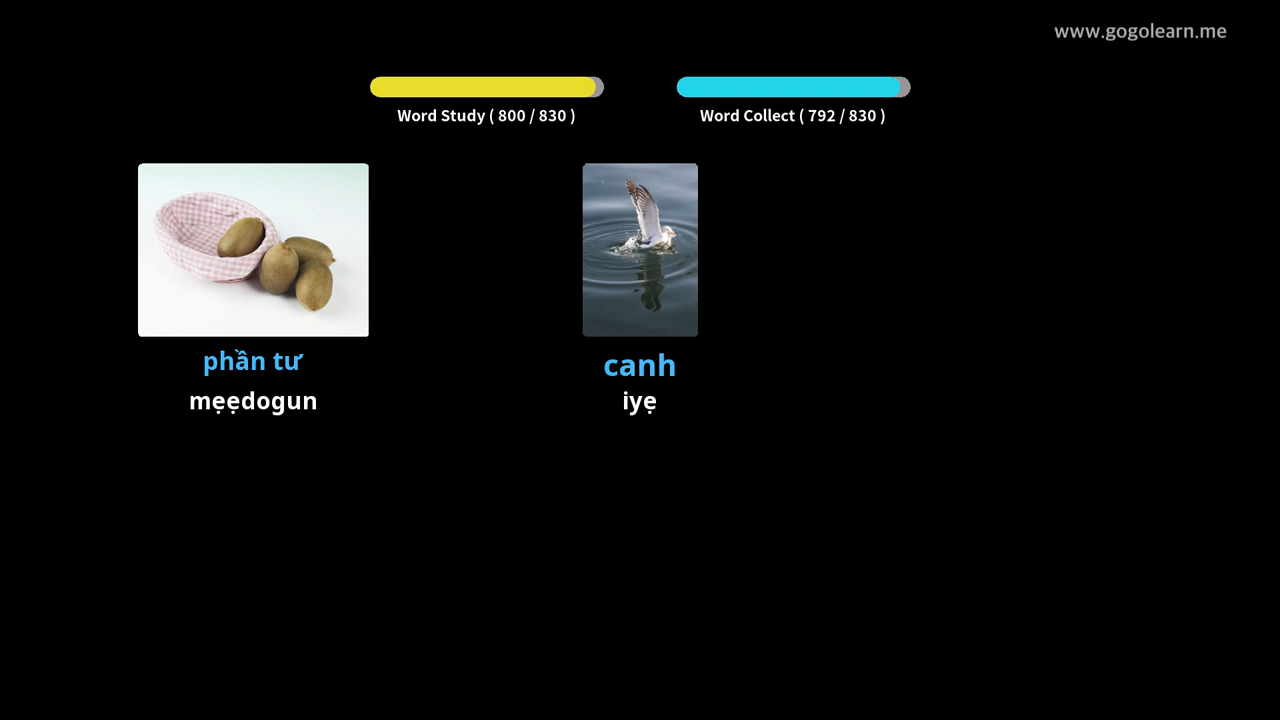 www.gogolearn.me
Word Study ( 800 / 830 )
Word Collect ( 792 / 830 )
phần tư
mẹẹdogun
canh
iyẹ